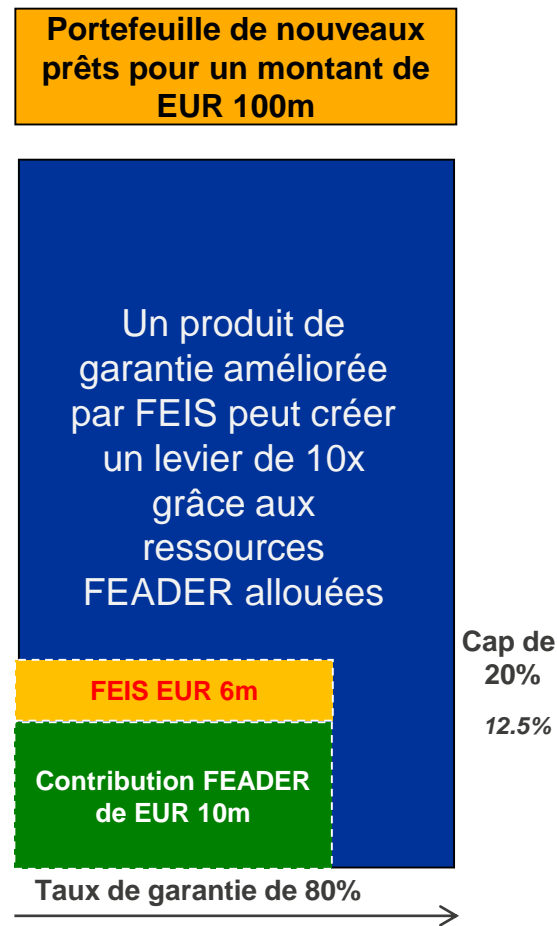 Portefeuille de nouveaux
prêts pour un montant de
EUR 100m
Un produit de
garantie améliorée
par FEIS peut créer
un levier de 10x
grâce aux
ressources
FEADER allouées
Cap de
20%
FEIS EUR 6m
12.5%
Contribution FEADER
de EUR 10m
Taux de garantie de 80%